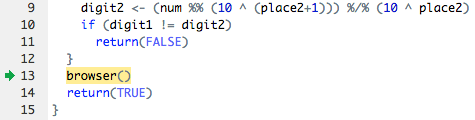 9 digit2 <- (num %% (10 ^ (place2+1))) %/% (10 ^ place2)
10 if (digit1 != digit2)
11 return(FALSE)
12 }
13 browser()
14 return(TRUE)
15 }